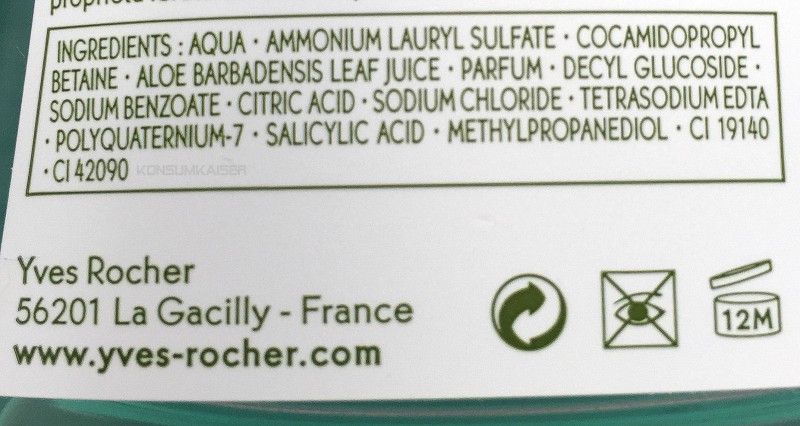 INGREDIENTS : AQUA · AMMONIUM LAURYL SULFATE · COCAMIDOPROPYL
BETAINE · ALOE BARBADENSIS LEAF JUICE · PARFUM · DECYL GLUCOSIDE ·
SODIUM BENZOATE · CITRIC ACID · SODIUM CHLORIDE · TETRASODIUM EDTA
· POLYQUATERNIUM-7 · SALICYLIC ACID · METHYLPROPANEDIOL · CI 19140
· CI 42090 KONSUMKAISER
Yves Rocher
56201 La Gacilly - France
www.yves-rocher.com
12M